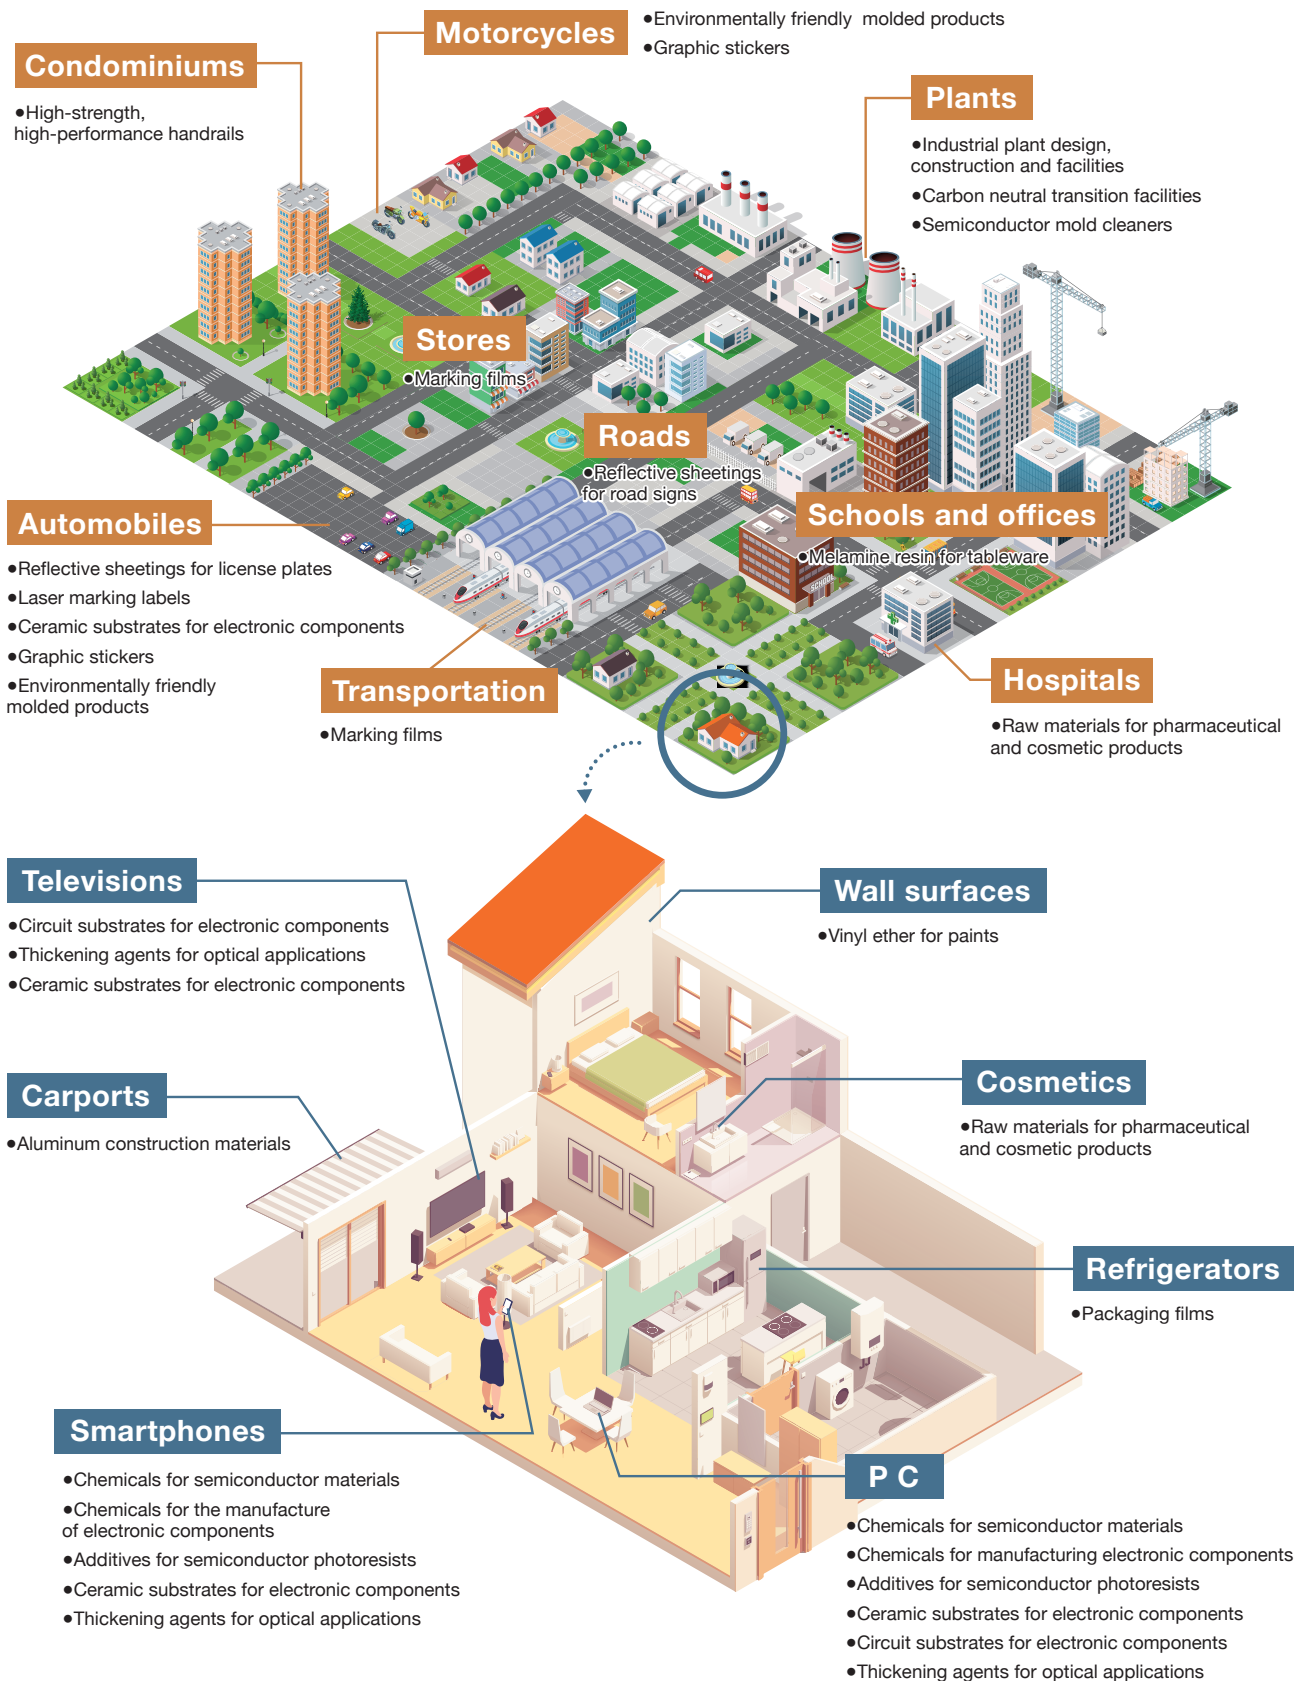 Motorcycles
●Environmentally friendly molded products
●Graphic stickers
Condominiums
●High-strength,
high-performance handrails
Plants
●Industrial plant design,
construction and facilities
●Carbon neutral transition facilities
●Semiconductor mold cleaners
Stores
●Marking films
Roads
●Reflective sheetings
for road signs
Schools and offices
●Melamine resin for tableware
SCHOOL
Automobiles
●Reflective sheetings for license plates
●Laser marking labels
●Ceramic substrates for electronic components
●Graphic stickers
●Environmentally friendly
molded products
Transportation
●Marking films
Hospitals
●Raw materials for pharmaceutical
and cosmetic products
Televisions
●Circuit substrates for electronic components
●Thickening agents for optical applications
●Ceramic substrates for electronic components
Wall surfaces
●Vinyl ether for paints
Carports
●Aluminum construction materials
Cosmetics
●Raw materials for pharmaceutical
and cosmetic products
Refrigerators
●Packaging films
Smartphones
●Chemicals for semiconductor materials
●Chemicals for the manufacture
of electronic components
●Additives for semiconductor photoresists
●Ceramic substrates for electronic components
●Thickening agents for optical applications
P C
●Chemicals for semiconductor materials
●Chemicals for manufacturing electronic components
●Additives for semiconductor photoresists
●Ceramic substrates for electronic components
●Circuit substrates for electronic components
●Thickening agents for optical applications